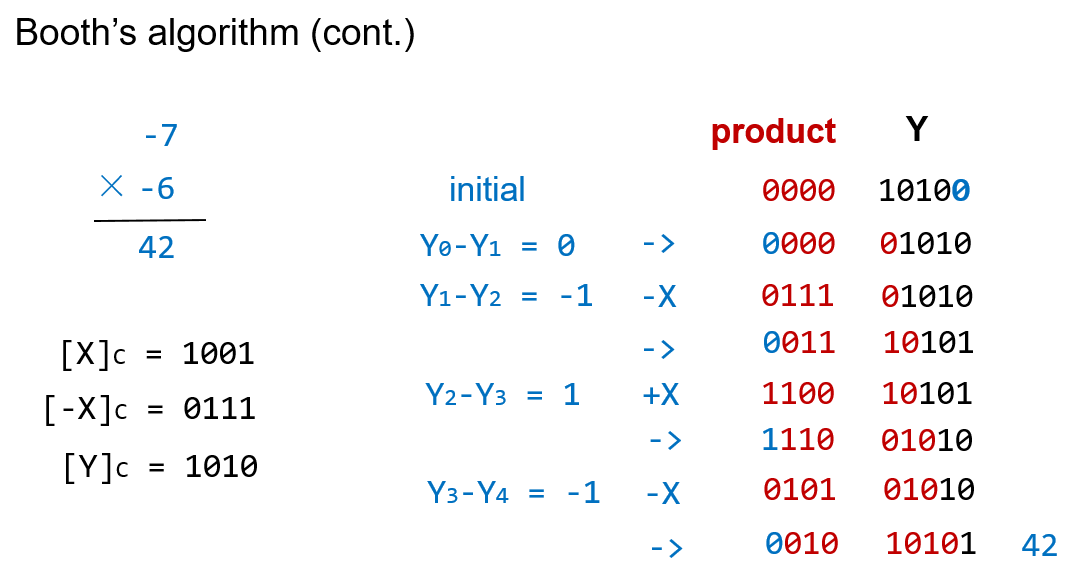 Booth's algorithm (cont.)
-7
× -6
42
[X]c = 1001
[-X]c = 0111
[Y]c = 1010
product Y
initial 0000 10100
Y0-Y1 = 0 -> 0000 01010
Y1-Y2 = -1 -X 0111 01010
-> 0011 10101
Y2-Y3 = 1 +X 1100 10101
-> 1110 01010
Y3-Y4 = -1 -X 0101 01010
-> 0010 10101 42